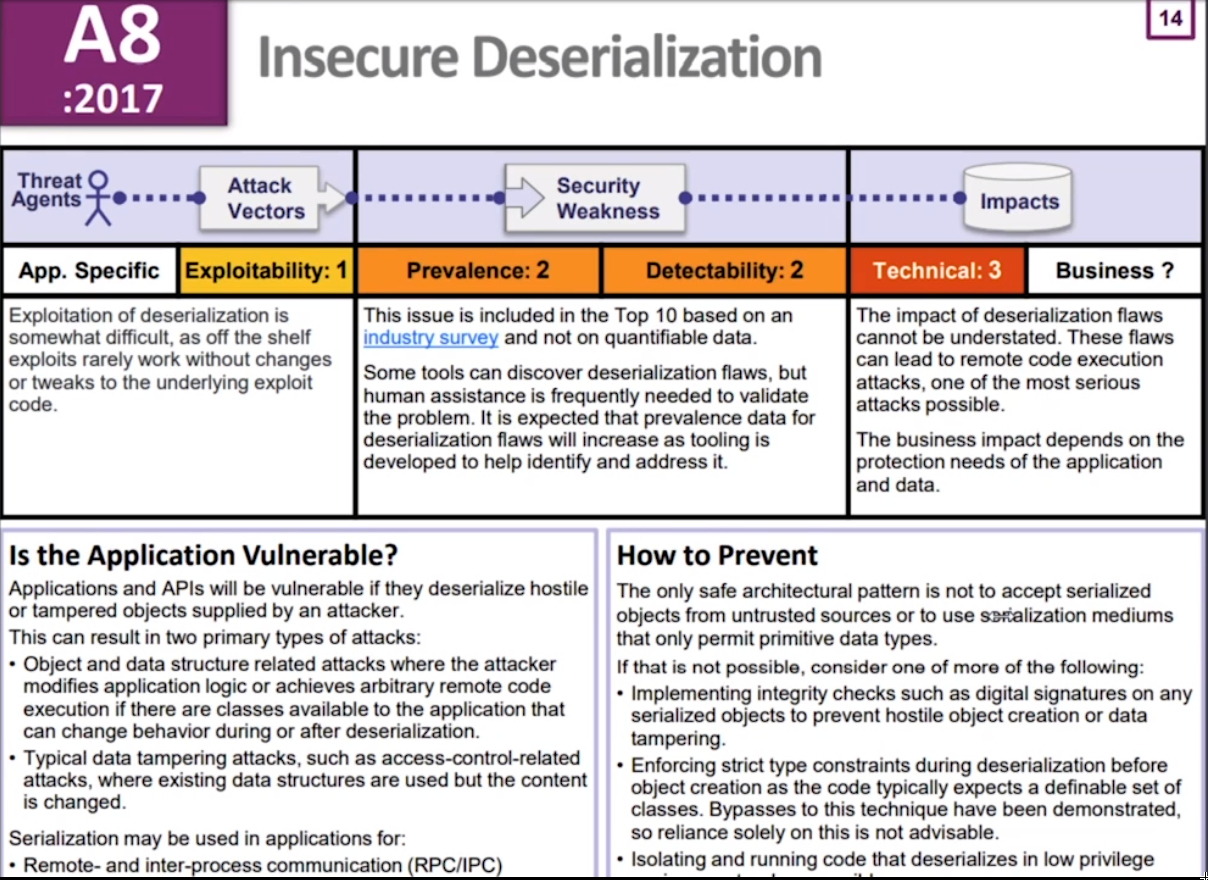 A8
:2017
Insecure Deserialization
14
Threat
Agents
Attack
Vectors
Security
Weakness
Impacts
App. Specific
Exploitability: 1
Prevalence: 2
Detectability: 2
Technical: 3
Business ?
Exploitation of deserialization is
somewhat difficult, as off the shelf
exploits rarely work without changes
or tweaks to the underlying exploit
code.
This issue is included in the Top 10 based on an
industry survey and not on quantifiable data.
Some tools can discover deserialization flaws, but
human assistance is frequently needed to validate
the problem. It is expected that prevalence data for
deserialization flaws will increase as tooling is
developed to help identify and address it.
The impact of deserialization flaws
cannot be understated. These flaws
can lead to remote code execution
attacks, one of the most serious
attacks possible.
The business impact depends on the
protection needs of the application
and data.
Is the Application Vulnerable?
Applications and APIs will be vulnerable if they deserialize hostile
or tampered objects supplied by an attacker.
This can result in two primary types of attacks:
• Object and data structure related attacks where the attacker
modifies application logic or achieves arbitrary remote code
execution if there are classes available to the application that
can change behavior during or after deserialization.
• Typical data tampering attacks, such as access-control-related
attacks, where existing data structures are used but the content
is changed.
Serialization may be used in applications for:
• Remote- and inter-process communication (RPC/IPC)
How to Prevent
The only safe architectural pattern is not to accept serialized
objects from untrusted sources or to use serialization mediums
that only permit primitive data types.
If that is not possible, consider one of more of the following:
• Implementing integrity checks such as digital signatures on any
serialized objects to prevent hostile object creation or data
tampering.
• Enforcing strict type constraints during deserialization before
object creation as the code typically expects a definable set of
classes. Bypasses to this technique have been demonstrated,
so reliance solely on this is not advisable.
• Isolating and running code that deserializes in low privilege